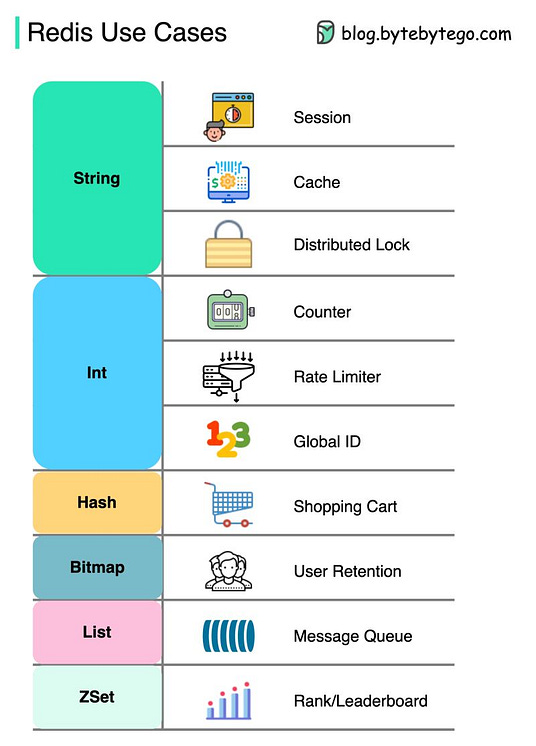 Redis Use Cases
blog.bytebytego.com
String
Session
Cache
Distributed Lock
Int
Counter
Rate Limiter
Global ID
Hash
Shopping Cart
Bitmap
User Retention
List
Message Queue
ZSet
Rank/Leaderboard